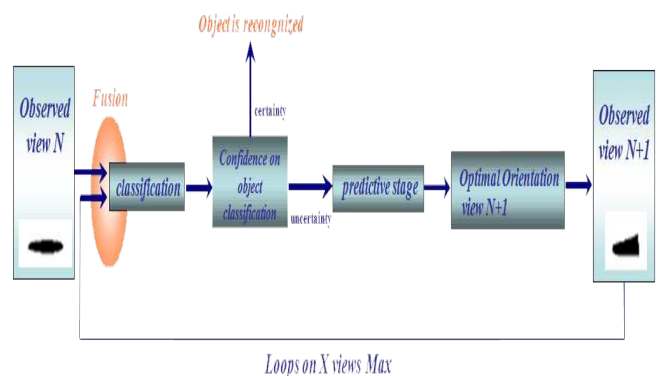 Object is recongnized
Observed
view N
Fusion
classification
certainty
Confidence on
object
classification
uncertainty
predictive stage
Optimal Orientation
view N+1
Observed
view N+1
Loops on X views Max